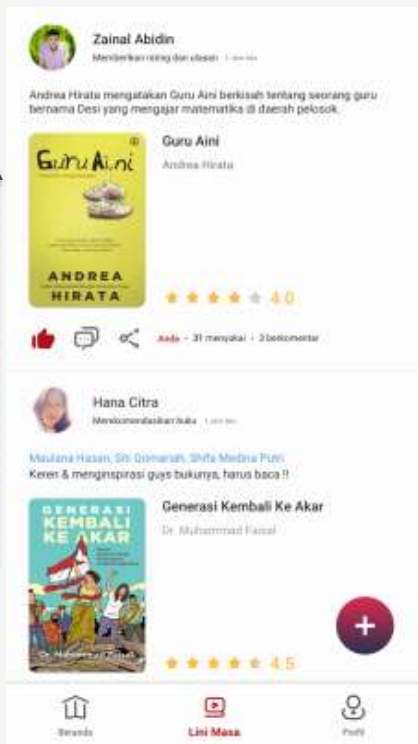 Zainal Abidin
Memberikan rating dan ulasan
Andrea Hirata mengatakan Guru Aini berkisah tentang seorang guru
bernama Desi yang mengajar matematika di daerah pelosok.
Guru Aini
Andrea Hirata
Guru Aini
ANDREA
HIRATA
4.0
Anda - 31 menyukai - 2 berkomentar
Hana Citra
Merekomendasikan buku
Maulana Hasan, Siti Gomariah, Shifa Medina Putri
Keren & menginspirasi guys bukunya, harus baca !!
Generasi Kembali Ke Akar
Dr. Muhammad Faisal
GENERASI
KEMBALI
KE AKAR
Dr. Muhammad Faisal
4.5
Beranda
Lini Masa
Profil